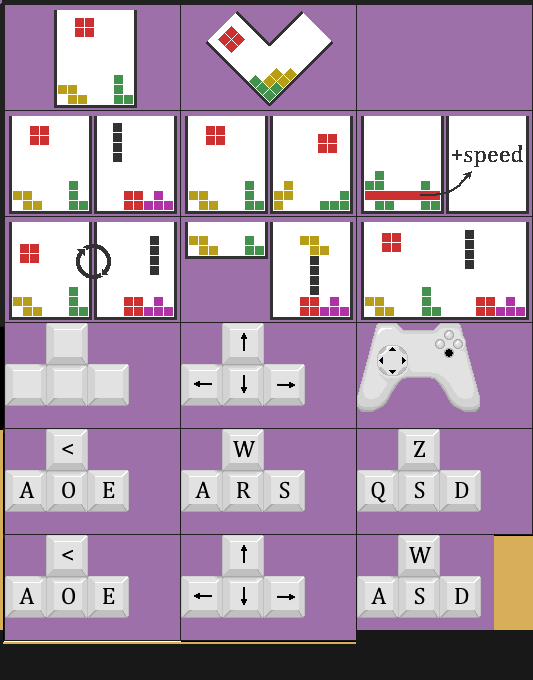 +speed
< W Z
A O E A R S Q S D
< W
A O E A S D